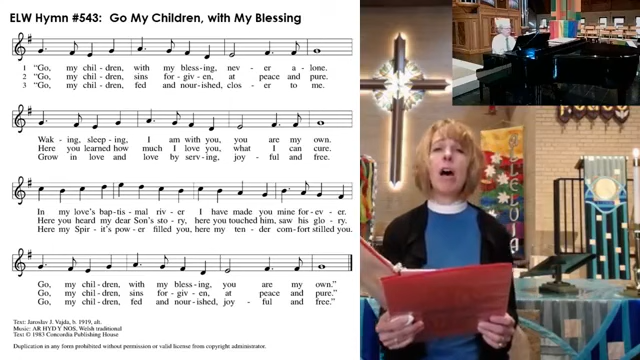 ELW Hymn #543:  Go My Children, with My Blessing
1 “Go, my chil - dren, with my bless - ing, nev - er a - lone.
2 “Go, my chil - dren, sins for - giv - en, at peace and pure.
3 “Go, my chil - dren, fed and nour - ished, clos - er to me.
Wak - ing, sleep - ing, I am with you, you are my own.
Here you learned how much I love you, what I can cure.
Grow in love and love by serv - ing, joy - ful and free.
In my love's bap - tis - mal riv - er I have made you mine for - ev - er.
Here you heard my dear Son's sto - ry, here you touched him, saw his glo - ry.
Here my Spir - it's pow - er filled you, here my ten - der com - fort stilled you.
Go, my chil - dren, with my bless - ing, you are my own.”
Go, my chil - dren, sins for - giv - en, at peace and pure.”
Go, my chil - dren, fed and nour - ished, joy - ful and free.”
Text: Jaroslav J. Vajda, b. 1919, alt.
Music: AR HYD Y NOS, Welsh traditional
Text © 1983 Concordia Publishing House
Duplication in any form prohibited without permission or valid license from copyright administrator.
ALLELUIA